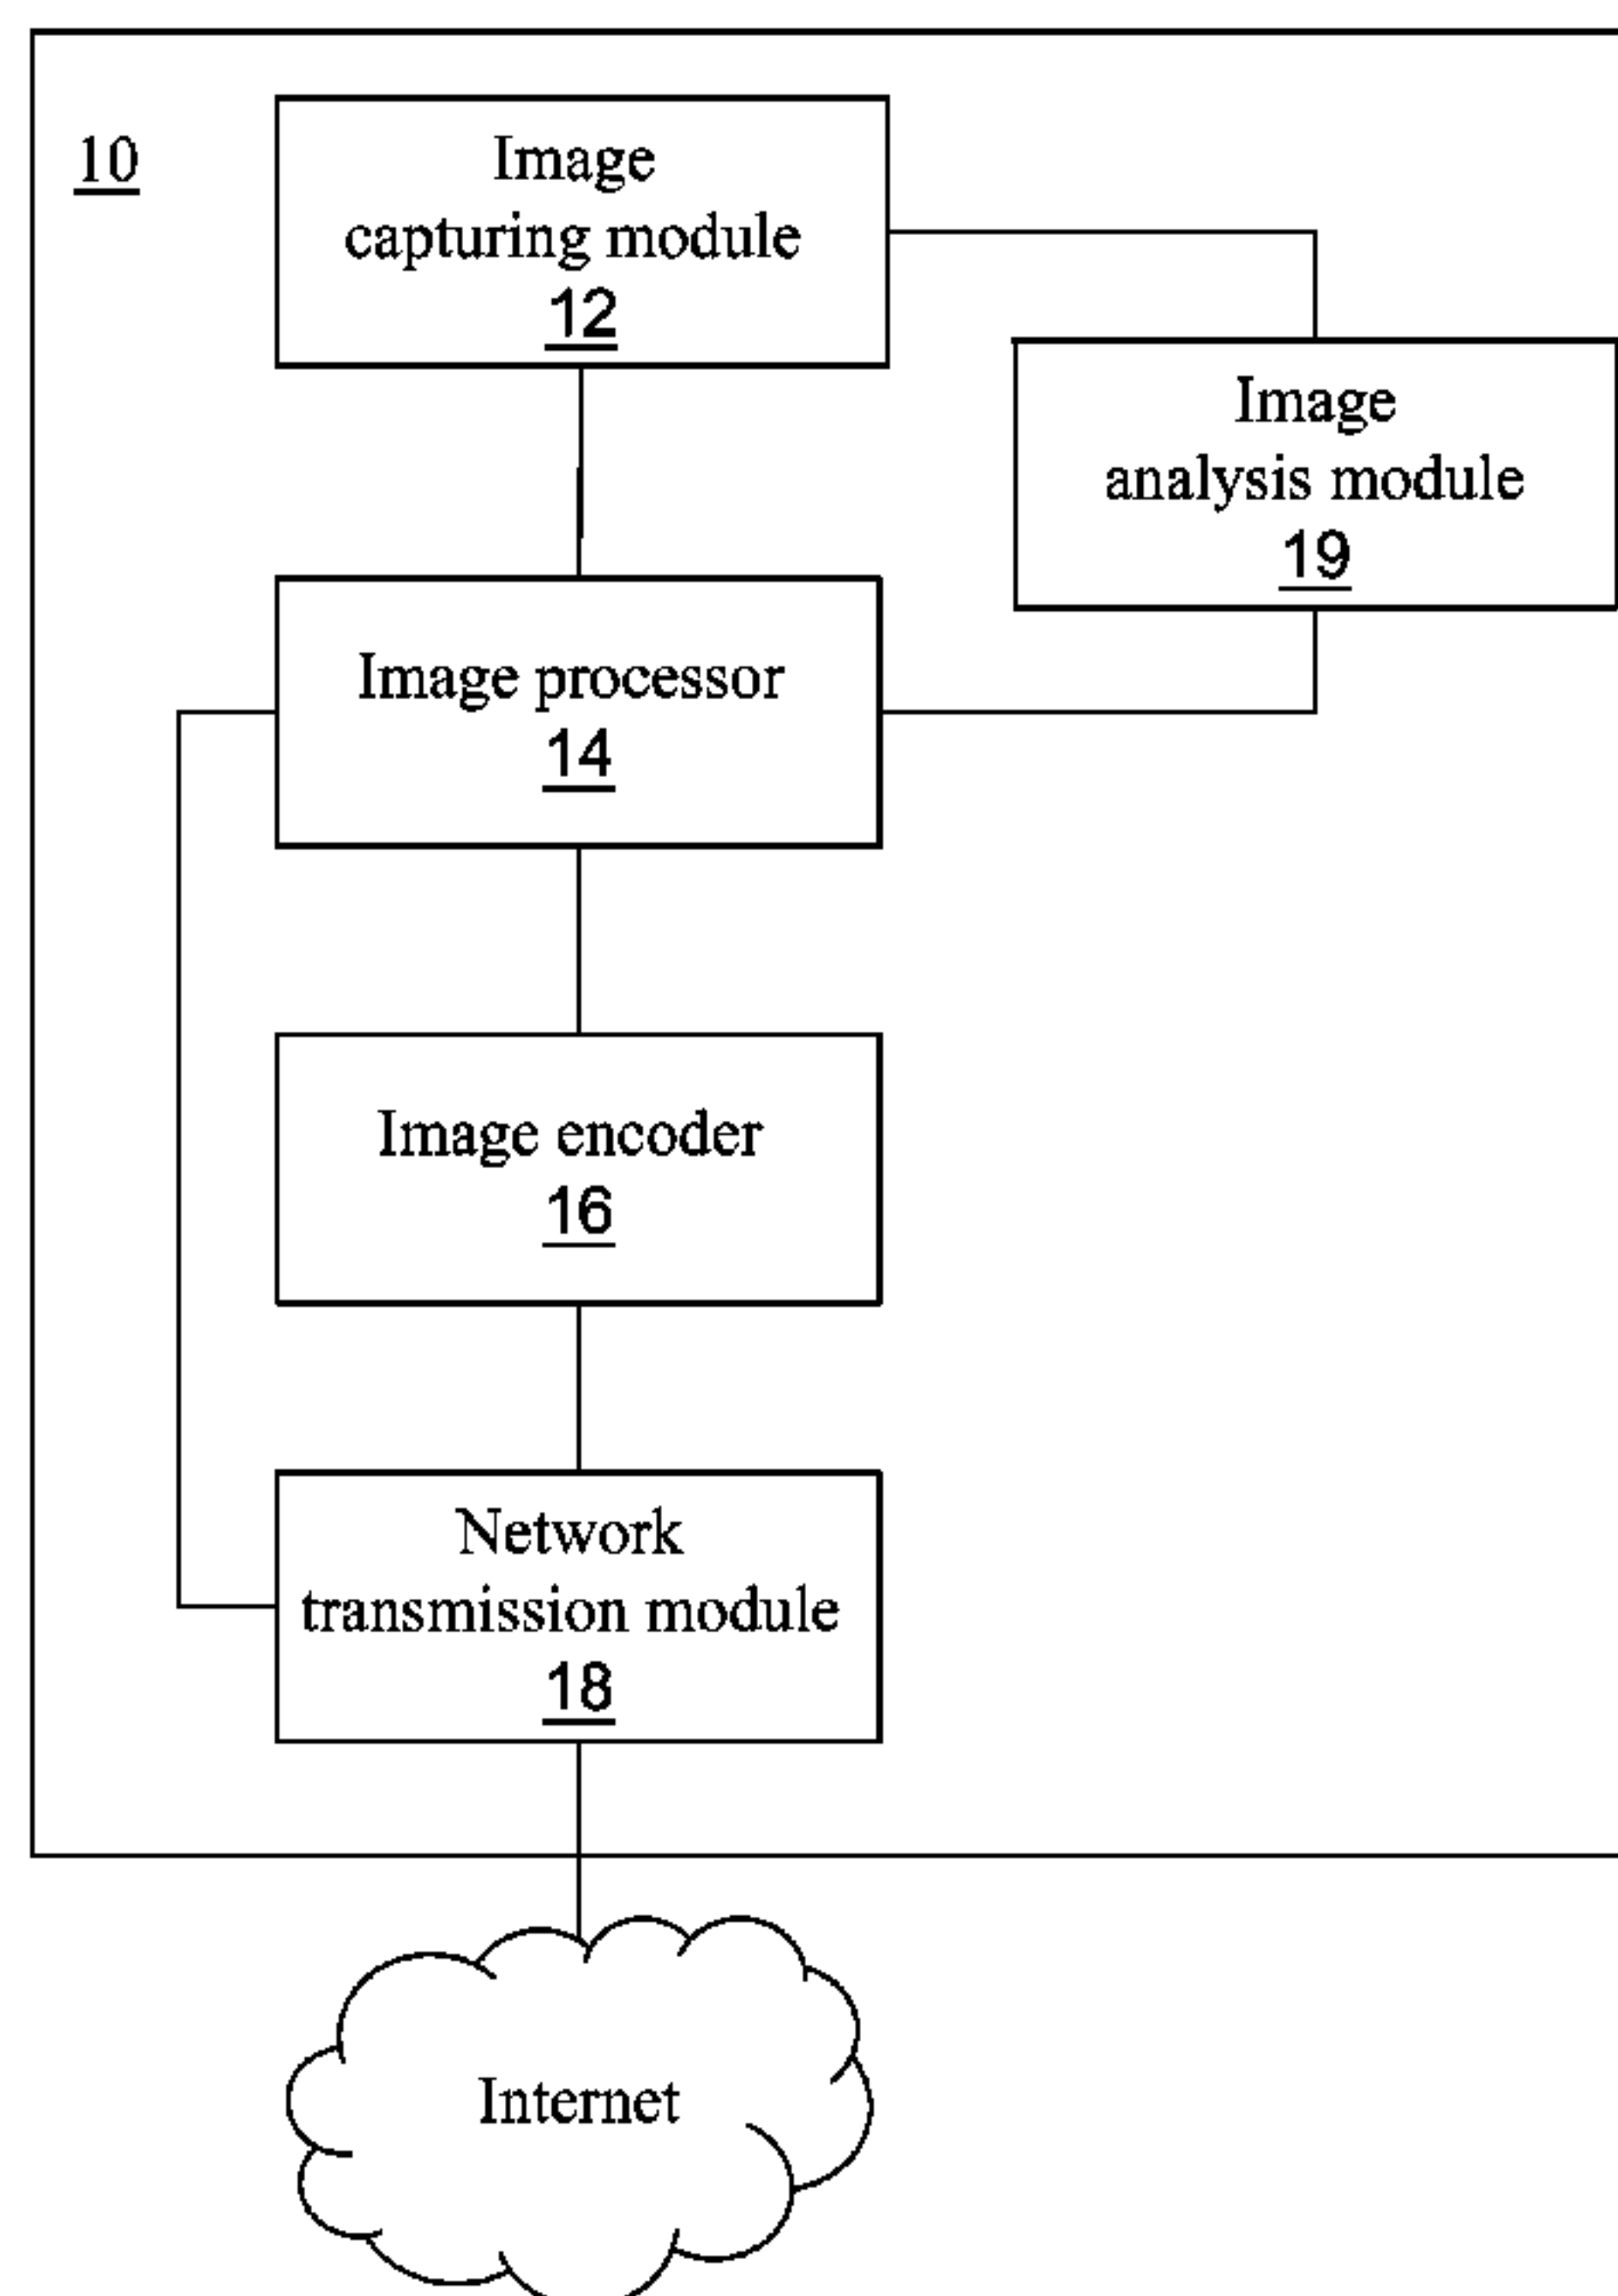 10
Image
capturing module
12
Image
analysis module
19
Image processor
14
Image encoder
16
Network
transmission module
18
Internet